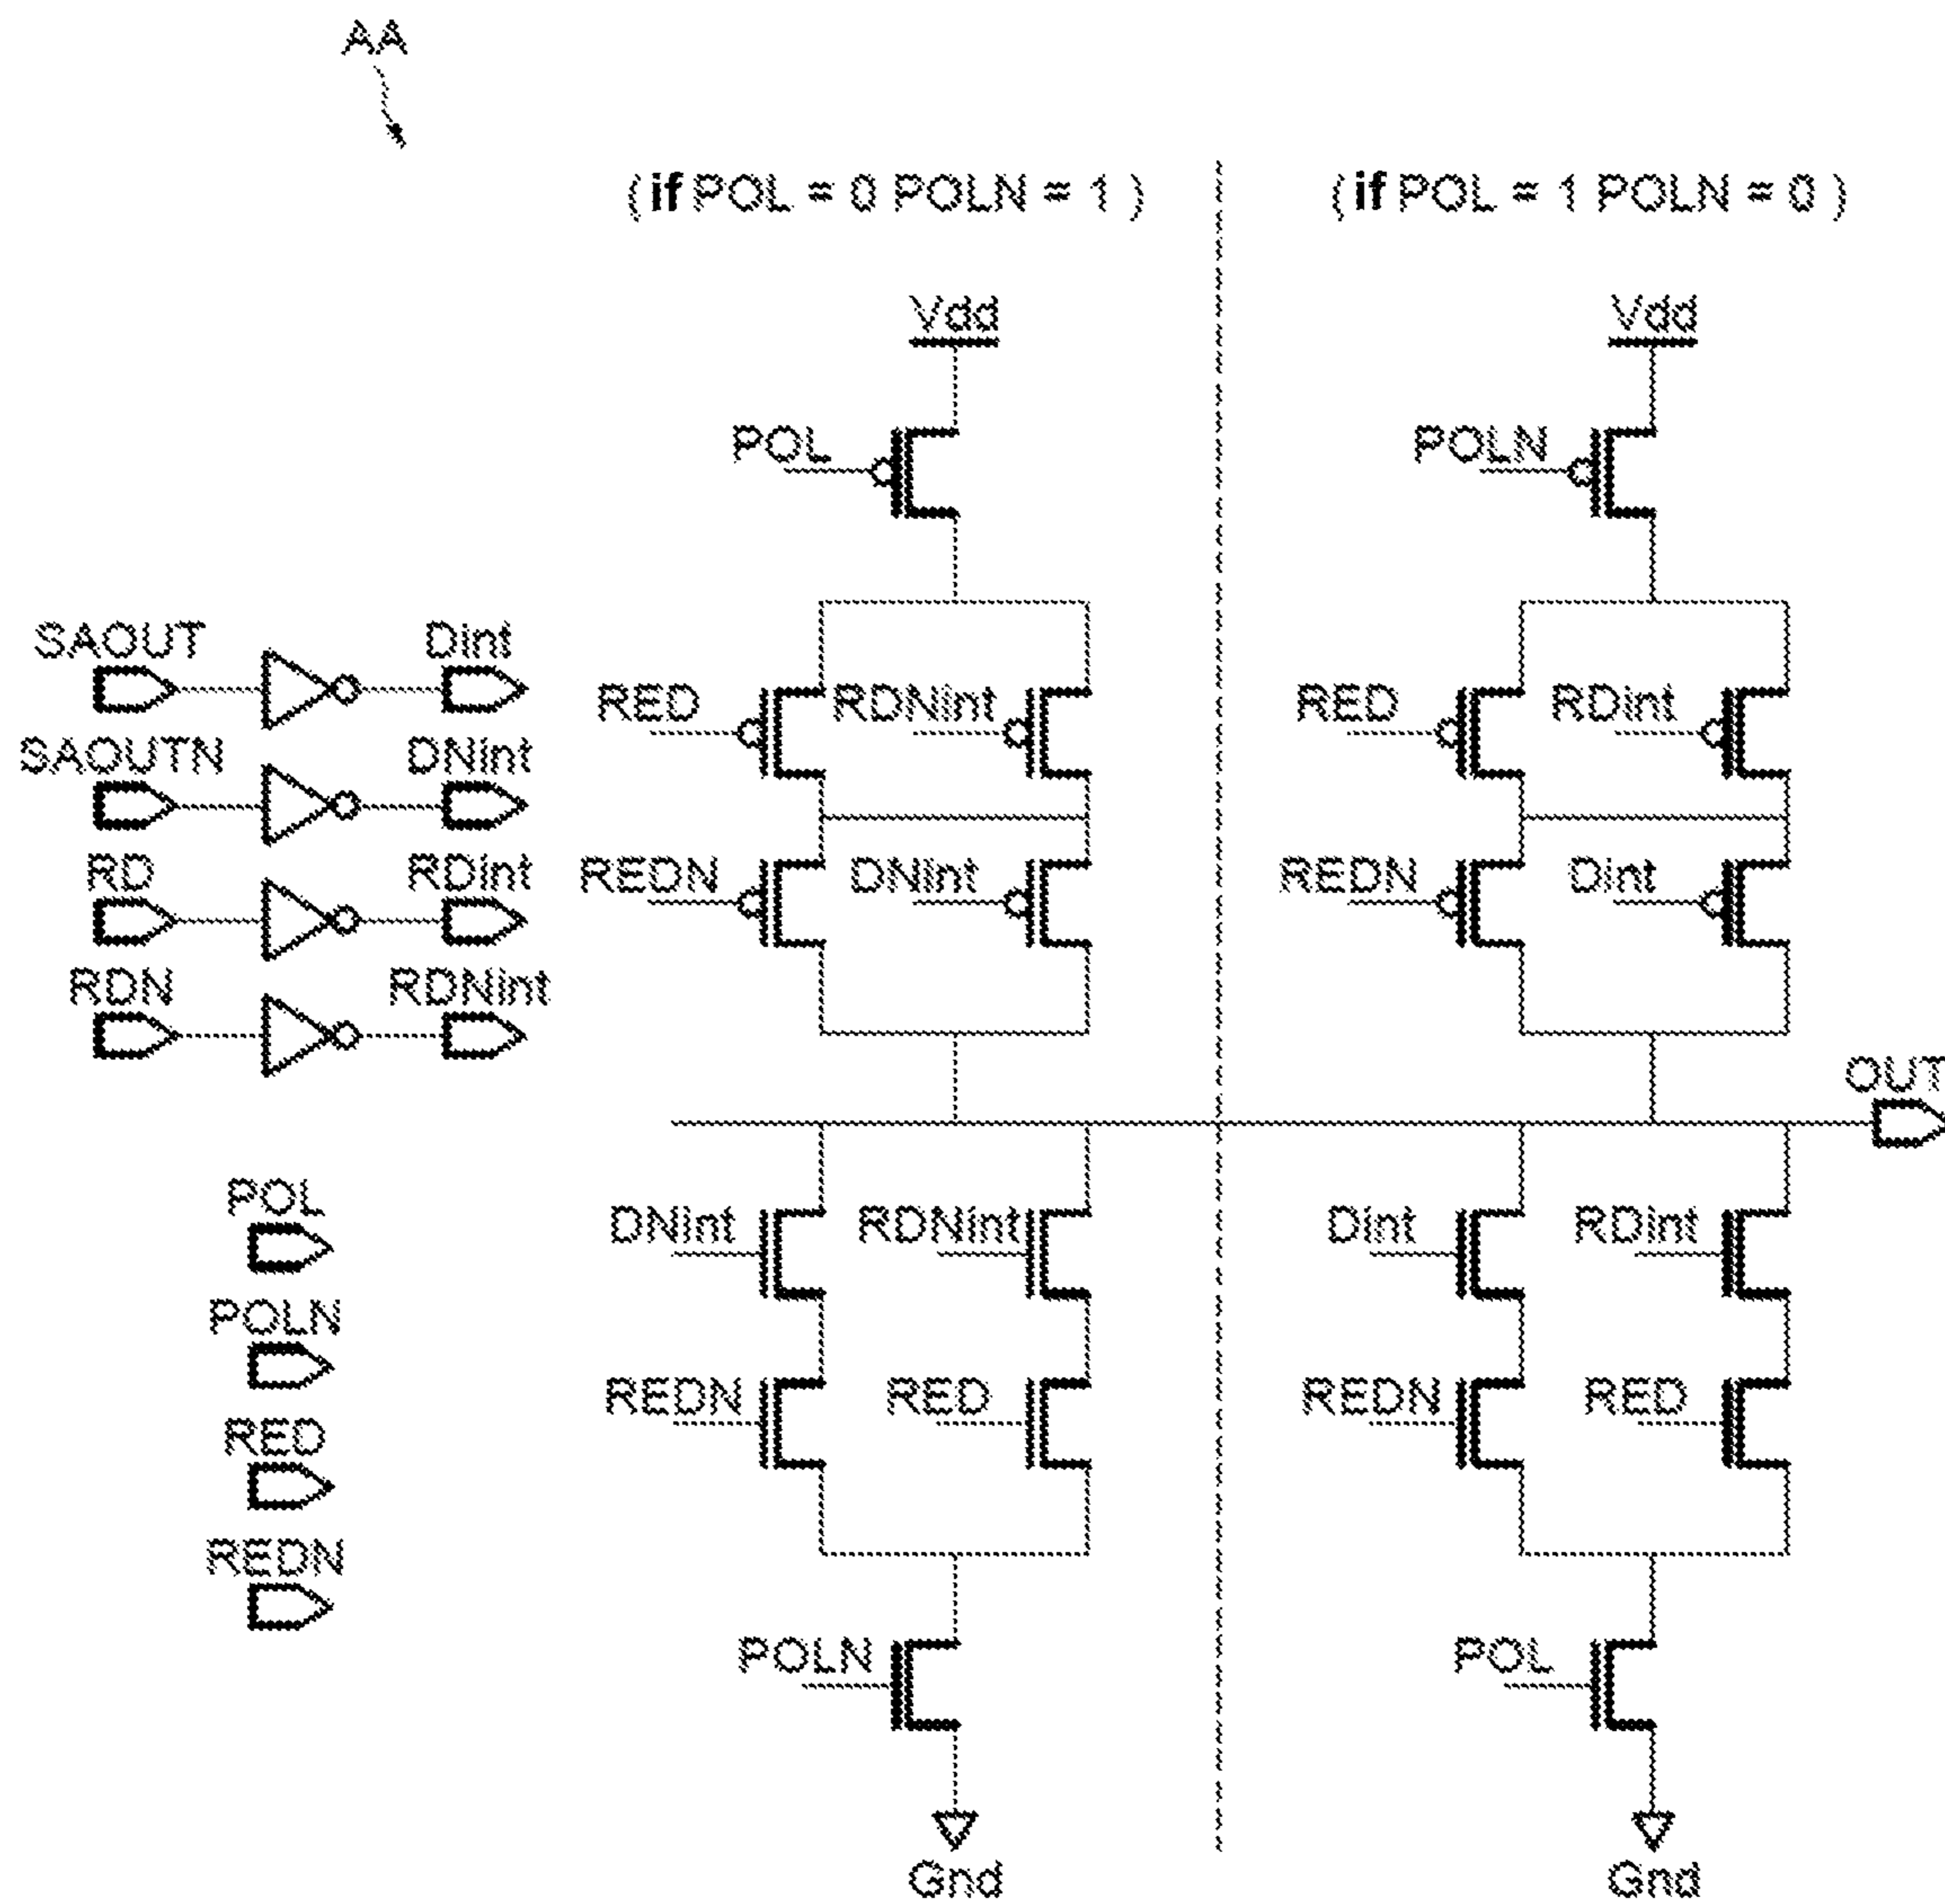 AA
( if POL = 0 POLN = 1 )
( if POL = 1 POLN = 0 )
Vdd
Vdd
POL
POLN
SAOUT
Dint
RED
RDNint
RED
RDint
SAOUTN
DNint
RD
RDint
REDN
DNint
REDN
Dint
RDN
RDNint
OUT
POL
DNint
RDNint
Dint
RDint
POLN
REDN
RED
REDN
RED
RED
REDN
POLN
POL
Gnd
Gnd